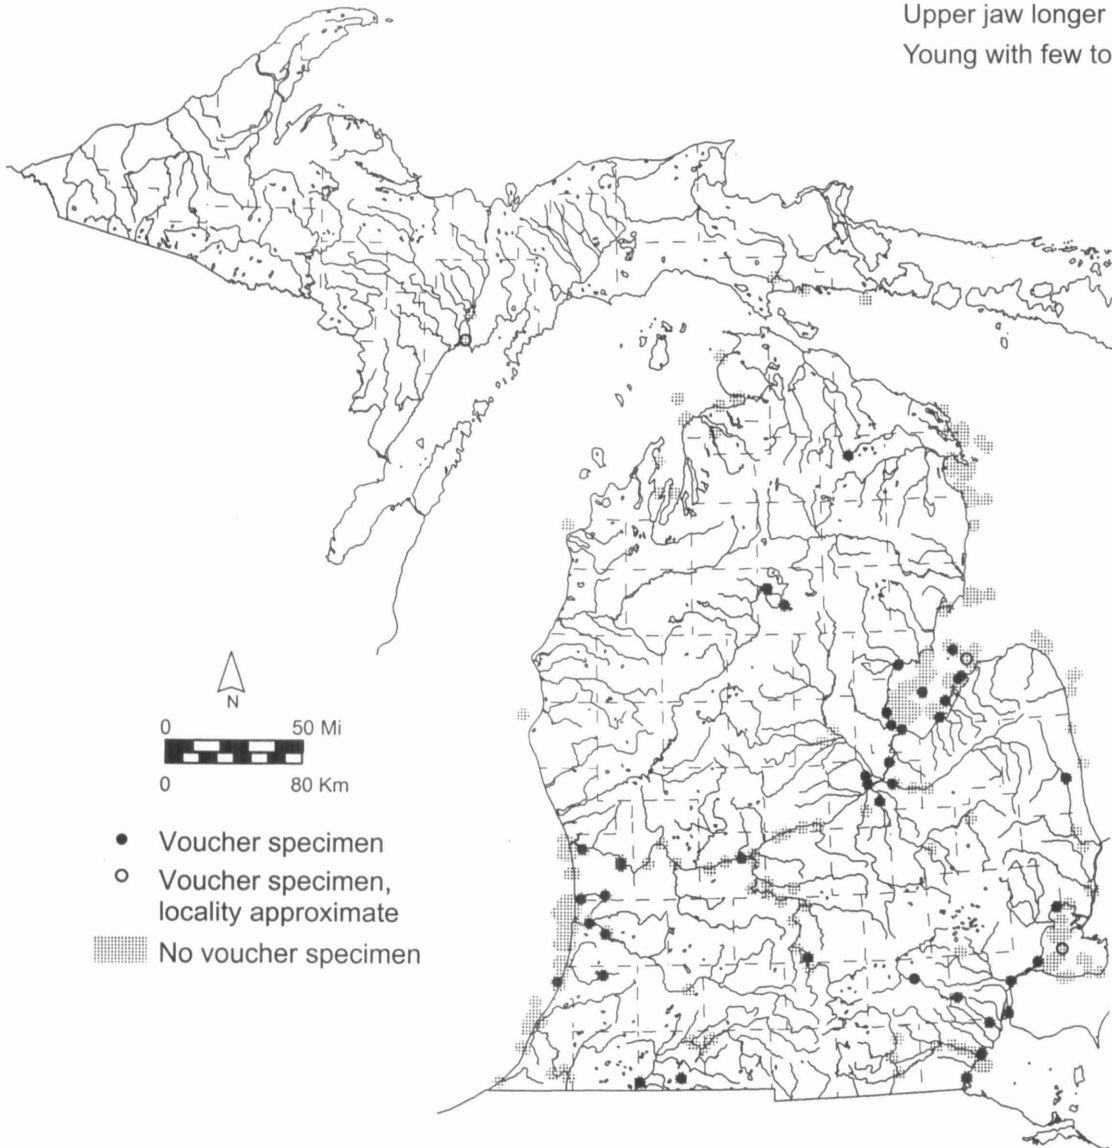 Upper jaw longer
Young with few to
N
0 50 Mi
0 80 Km
Voucher specimen
Voucher specimen,
locality approximate
No voucher specimen